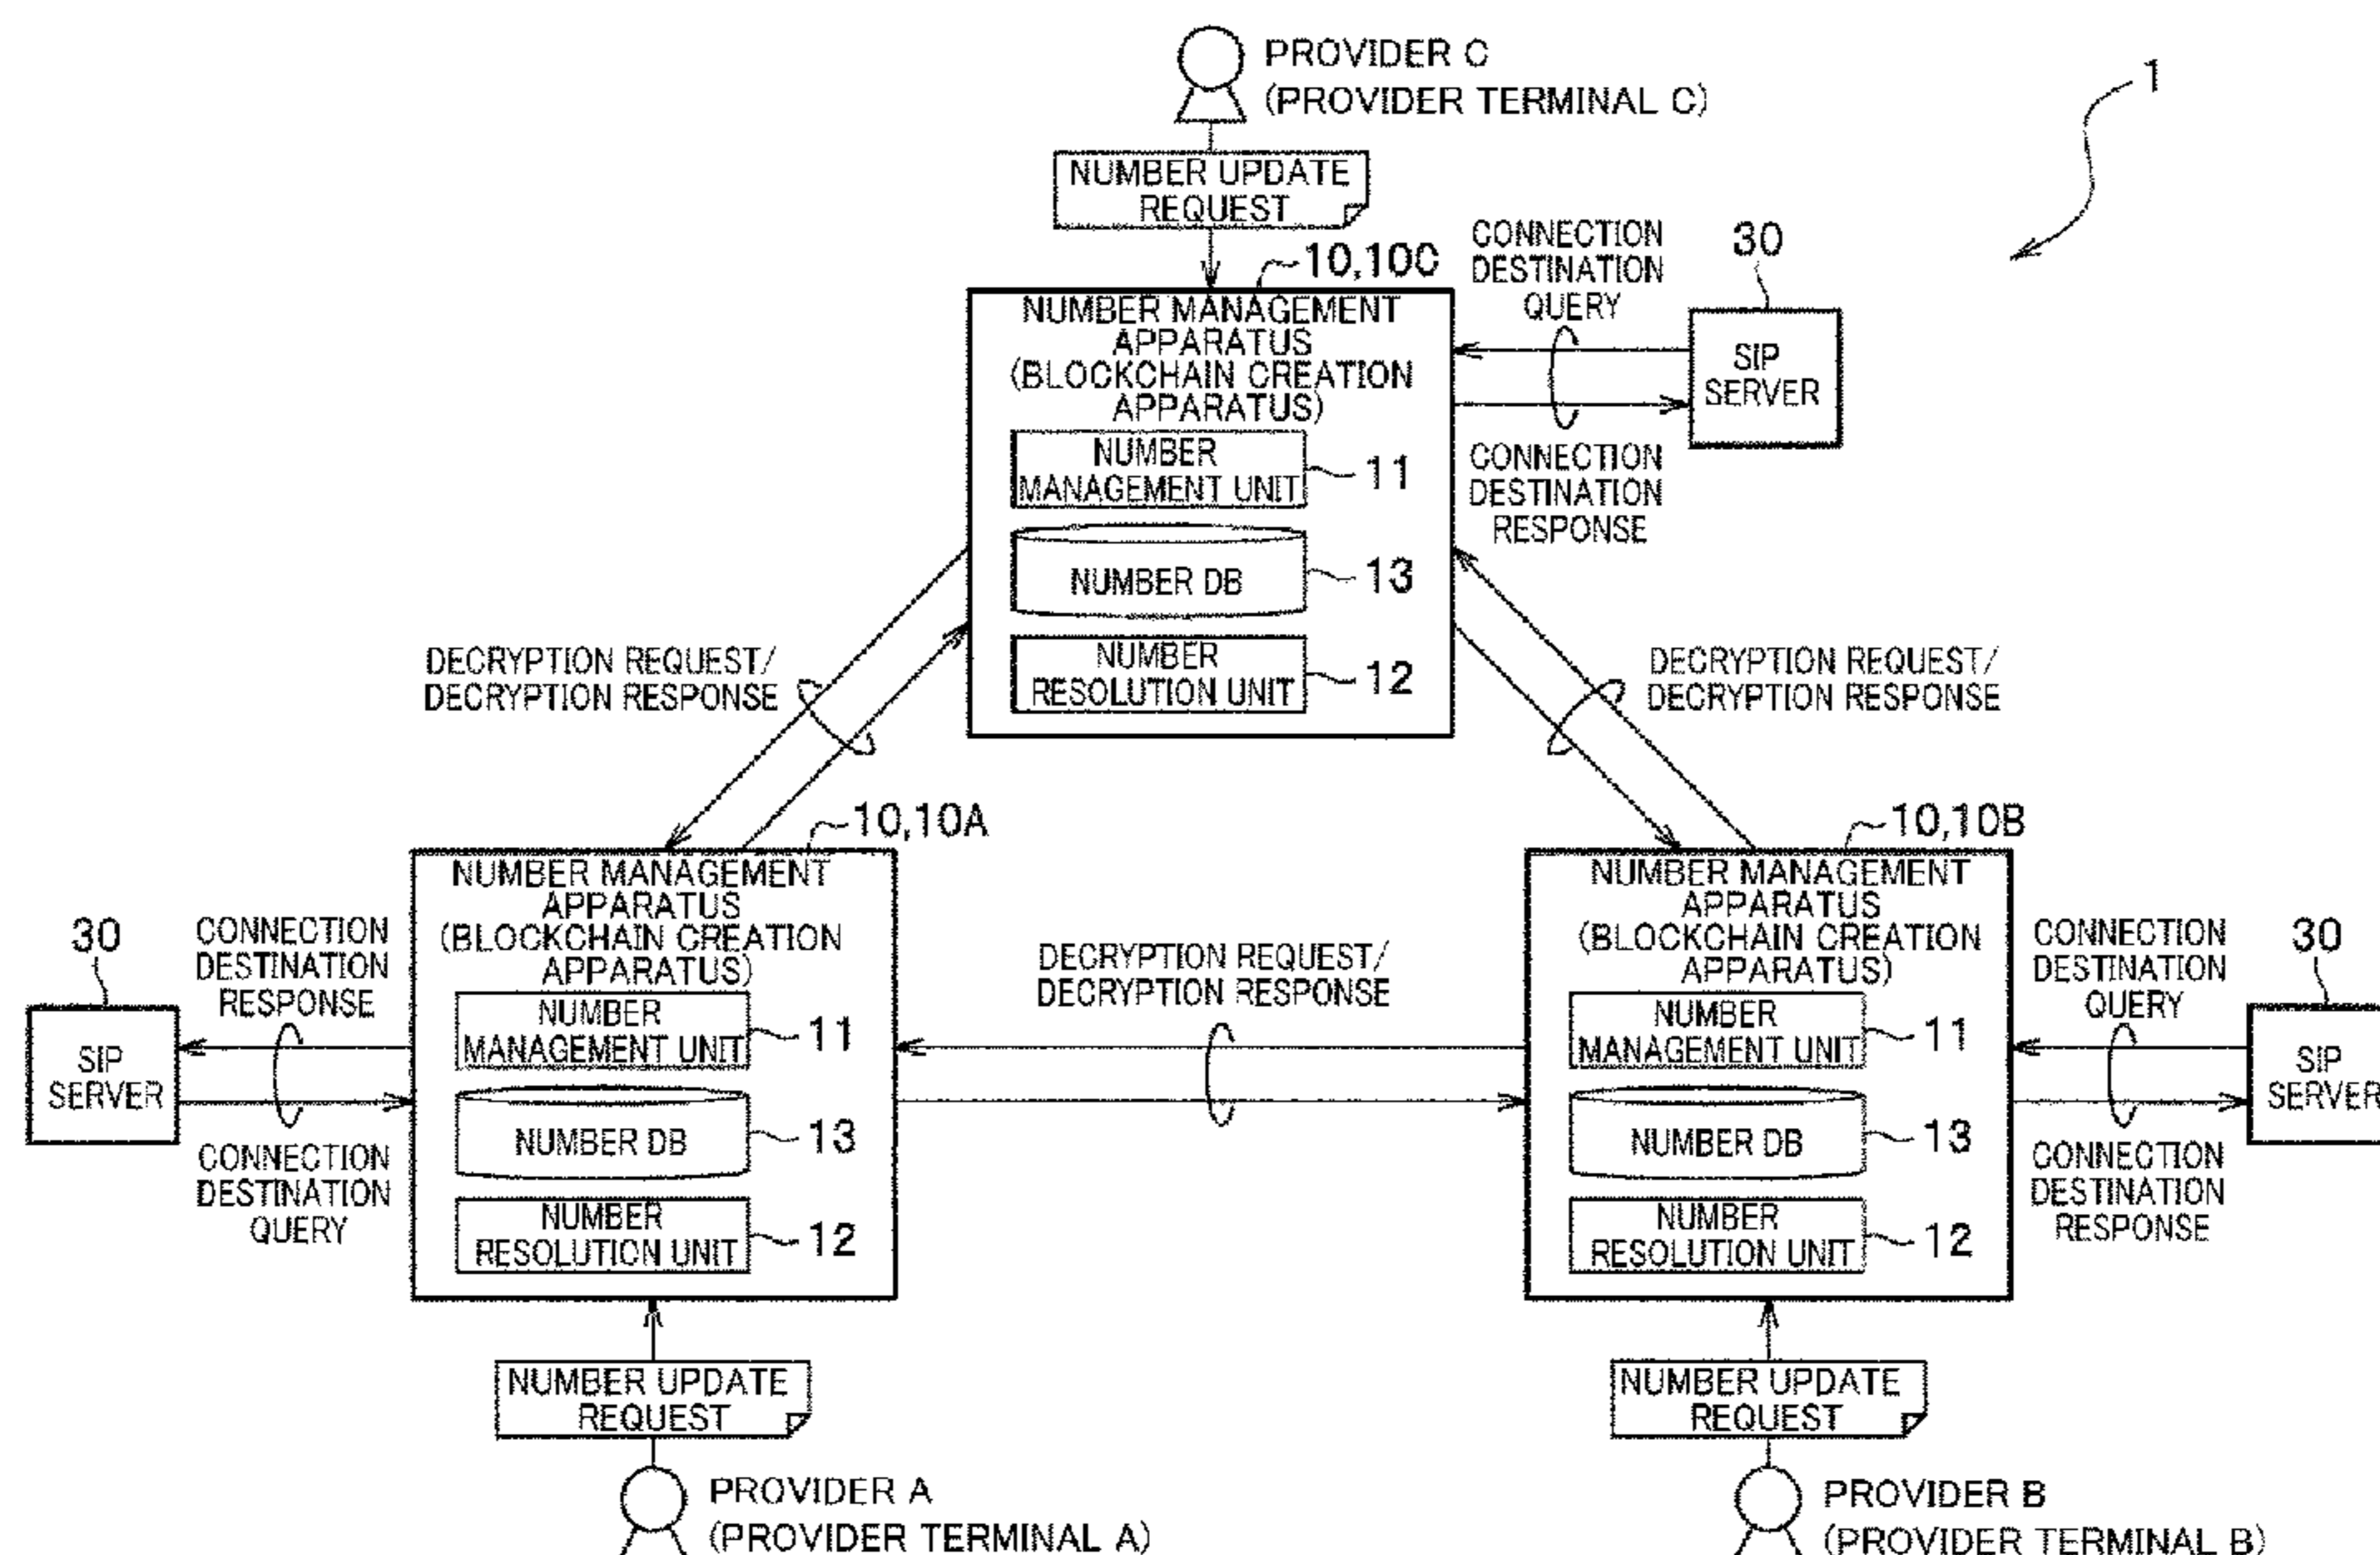 PROVIDER C
(PROVIDER TERMINAL C)
1
NUMBER UPDATE
REQUEST
10,10C
CONNECTION
DESTINATION
QUERY
30
NUMBER MANAGEMENT
APPARATUS
(BLOCKCHAIN CREATION
APPARATUS)
SIP
SERVER
NUMBER
MANAGEMENT UNIT
11
CONNECTION
DESTINATION
RESPONSE
NUMBER DB
13
NUMBER
RESOLUTION UNIT
12
DECRYPTION REQUEST/
DECRYPTION RESPONSE
DECRYPTION REQUEST/
DECRYPTION RESPONSE
10,10A
NUMBER MANAGEMENT
APPARATUS
(BLOCKCHAIN CREATION
APPARATUS)
30
SIP
SERVER
CONNECTION
DESTINATION
RESPONSE
CONNECTION
DESTINATION
QUERY
NUMBER
MANAGEMENT UNIT
11
NUMBER DB
13
NUMBER
RESOLUTION UNIT
12
DECRYPTION REQUEST/
DECRYPTION RESPONSE
10,10B
NUMBER MANAGEMENT
APPARATUS
(BLOCKCHAIN CREATION
APPARATUS)
NUMBER
MANAGEMENT UNIT
11
NUMBER DB
13
NUMBER
RESOLUTION UNIT
12
CONNECTION
DESTINATION
QUERY
CONNECTION
DESTINATION
RESPONSE
30
SIP
SERVER
NUMBER UPDATE
REQUEST
PROVIDER A
(PROVIDER TERMINAL A)
NUMBER UPDATE
REQUEST
PROVIDER B
(PROVIDER TERMINAL B)